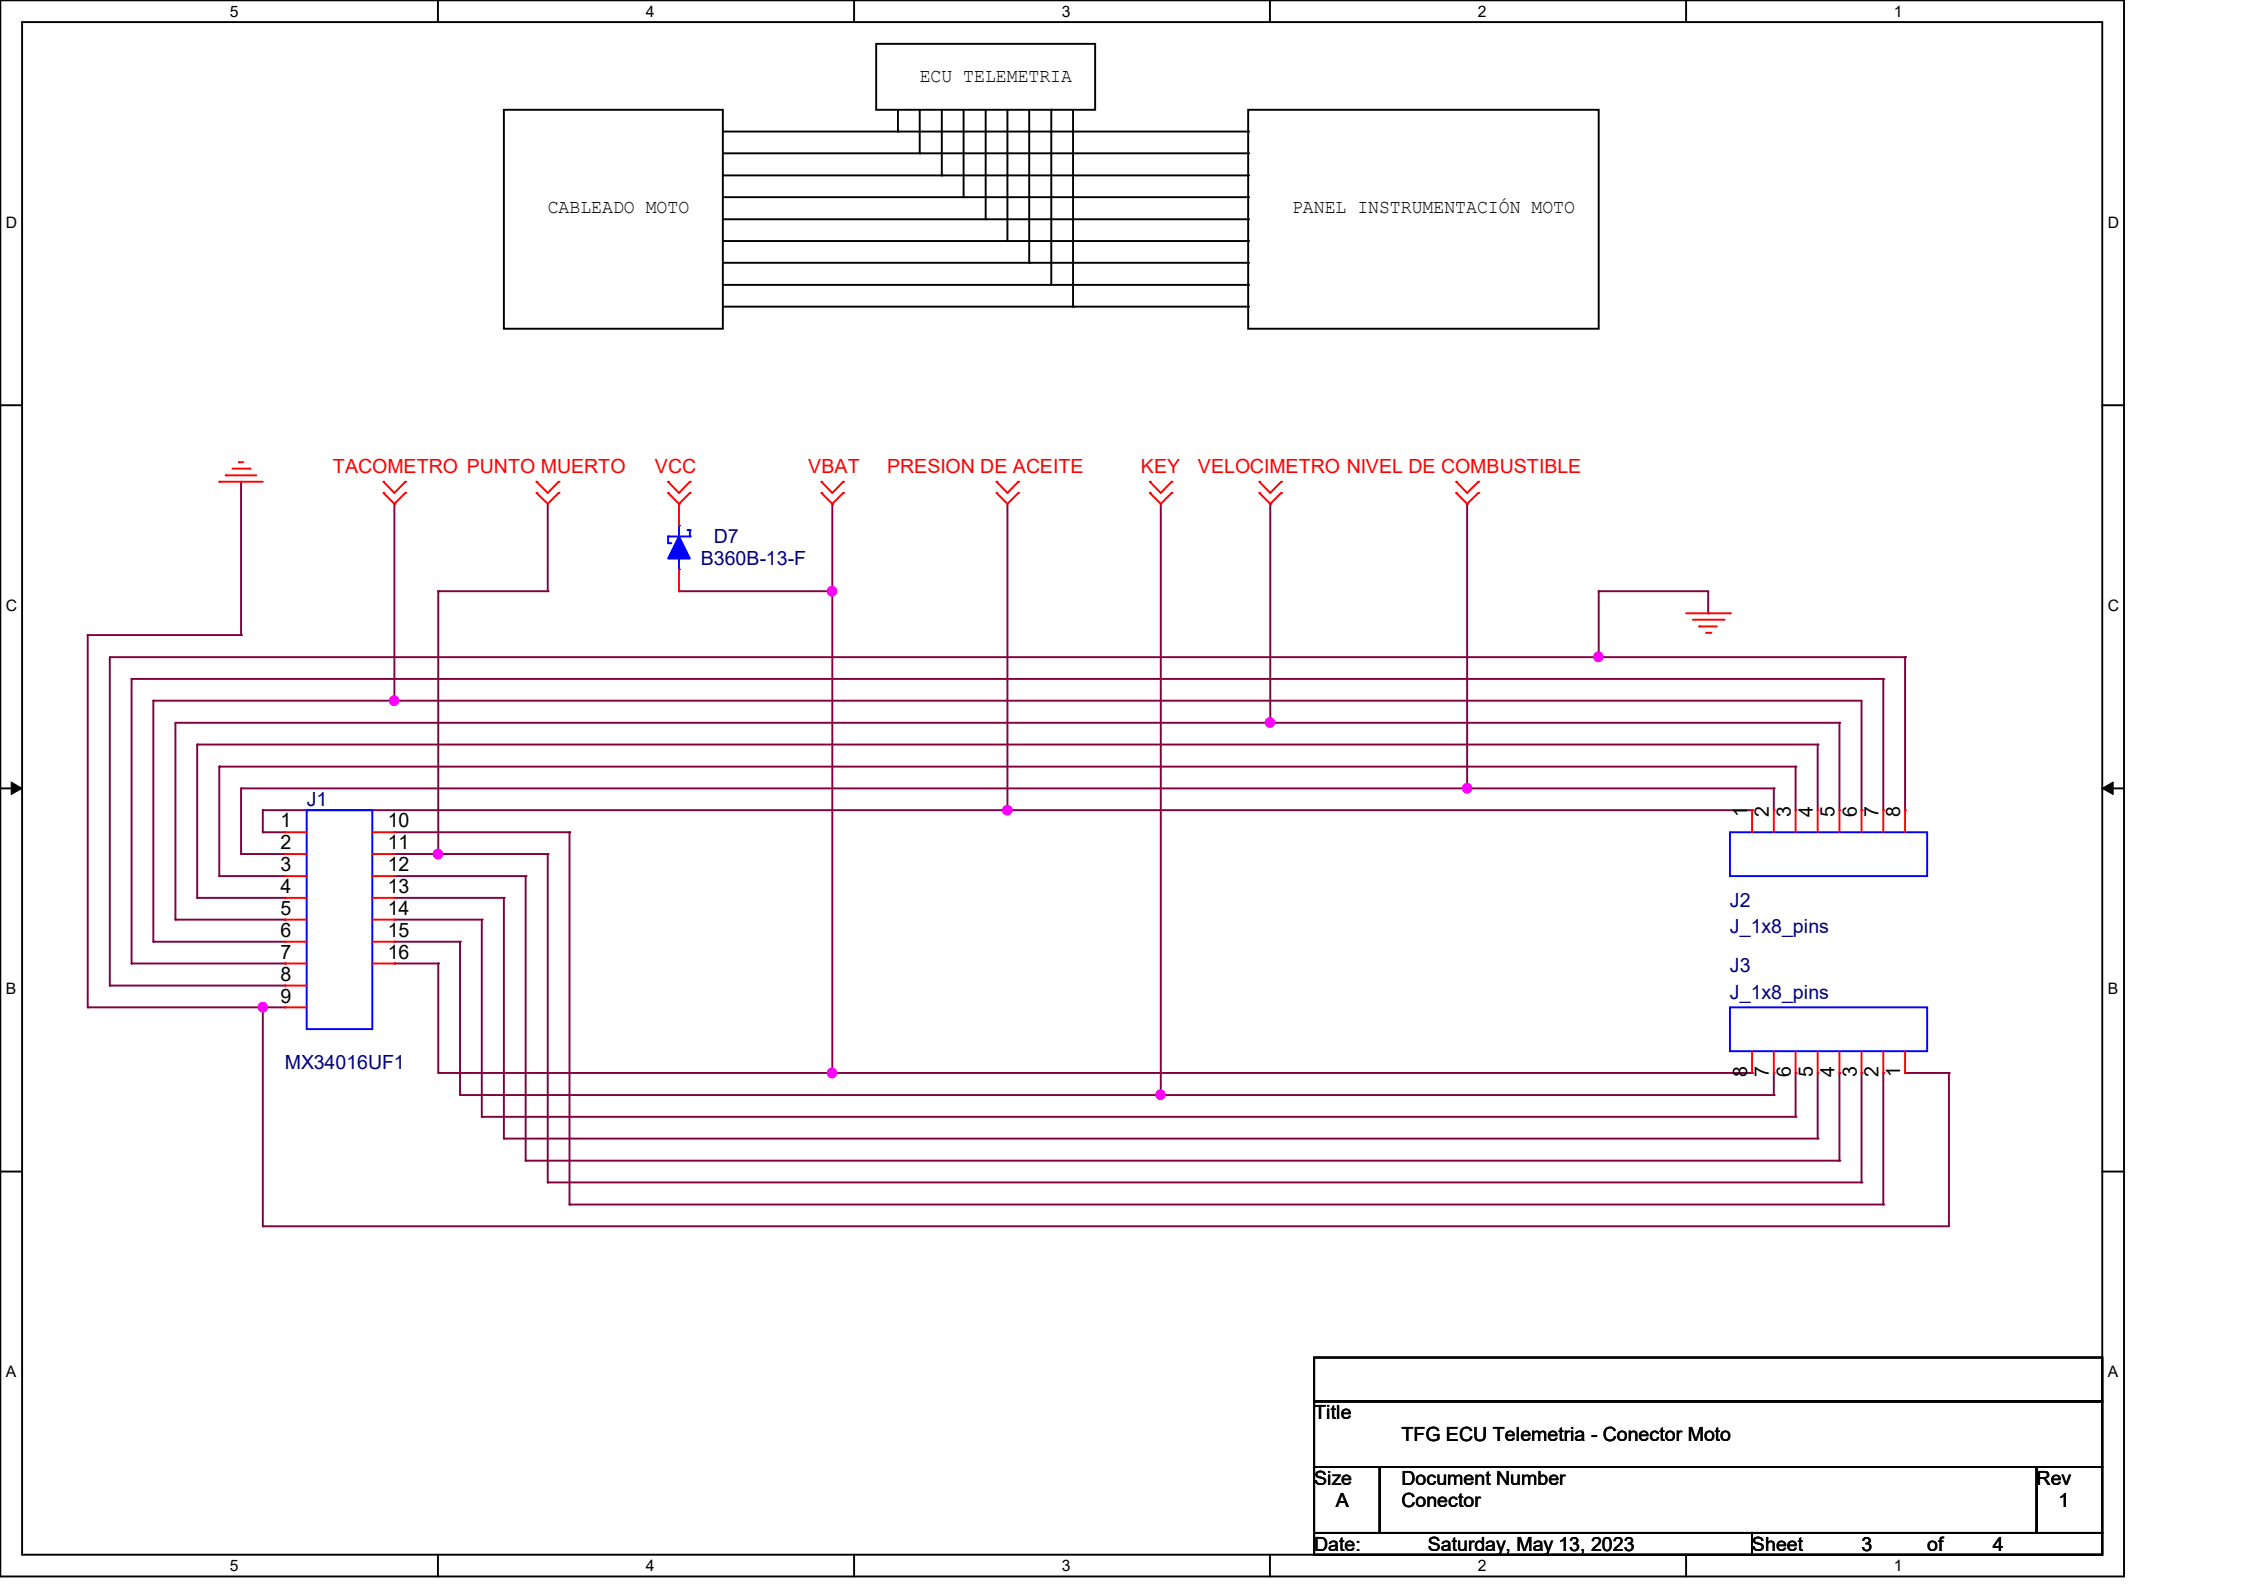 5 4 3 2 1
ECU TELEMETRIA
CABLEADO MOTO
PANEL INSTRUMENTACIÓN MOTO
D D
TACOMETRO PUNTO MUERTO VCC VBAT PRESION DE ACEITE KEY VELOCIMETRO NIVEL DE COMBUSTIBLE
D7
B360B-13-F
C C
J1
1 10
2 11
3 12
4 13
5 14
6 15
7 16
8
9
MX34016UF1
1 2 3 4 5 6 7 8
J2
J_1x8_pins
J3
J_1x8_pins
8 7 6 5 4 3 2 1
B B
A A
Title
TFG ECU Telemetria - Conector Moto
Size Document Number Rev
A Conector 1
Date: Saturday, May 13, 2023 Sheet 3 of 4
5 4 3 2 1